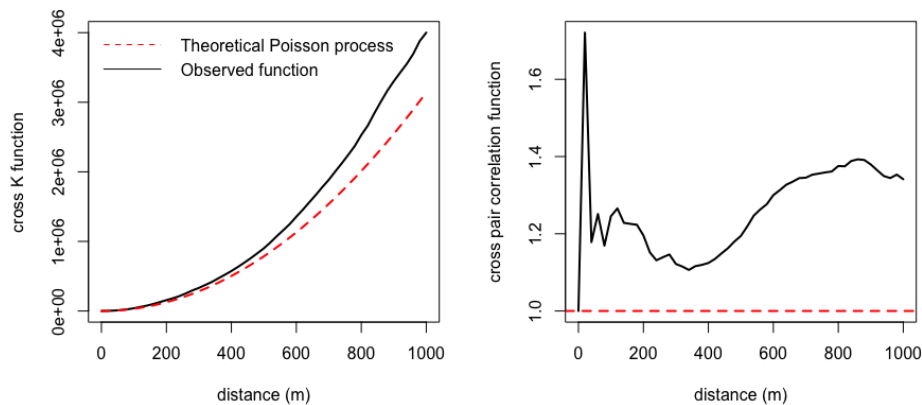 4e+06
3e+06
2e+06
1e+06
0e+00
cross K function
Theoretical Poisson process
Observed function
0 200 400 600 800 1000
distance (m)
1.6
1.4
1.2
1.0
cross pair correlation function
0 200 400 600 800 1000
distance (m)